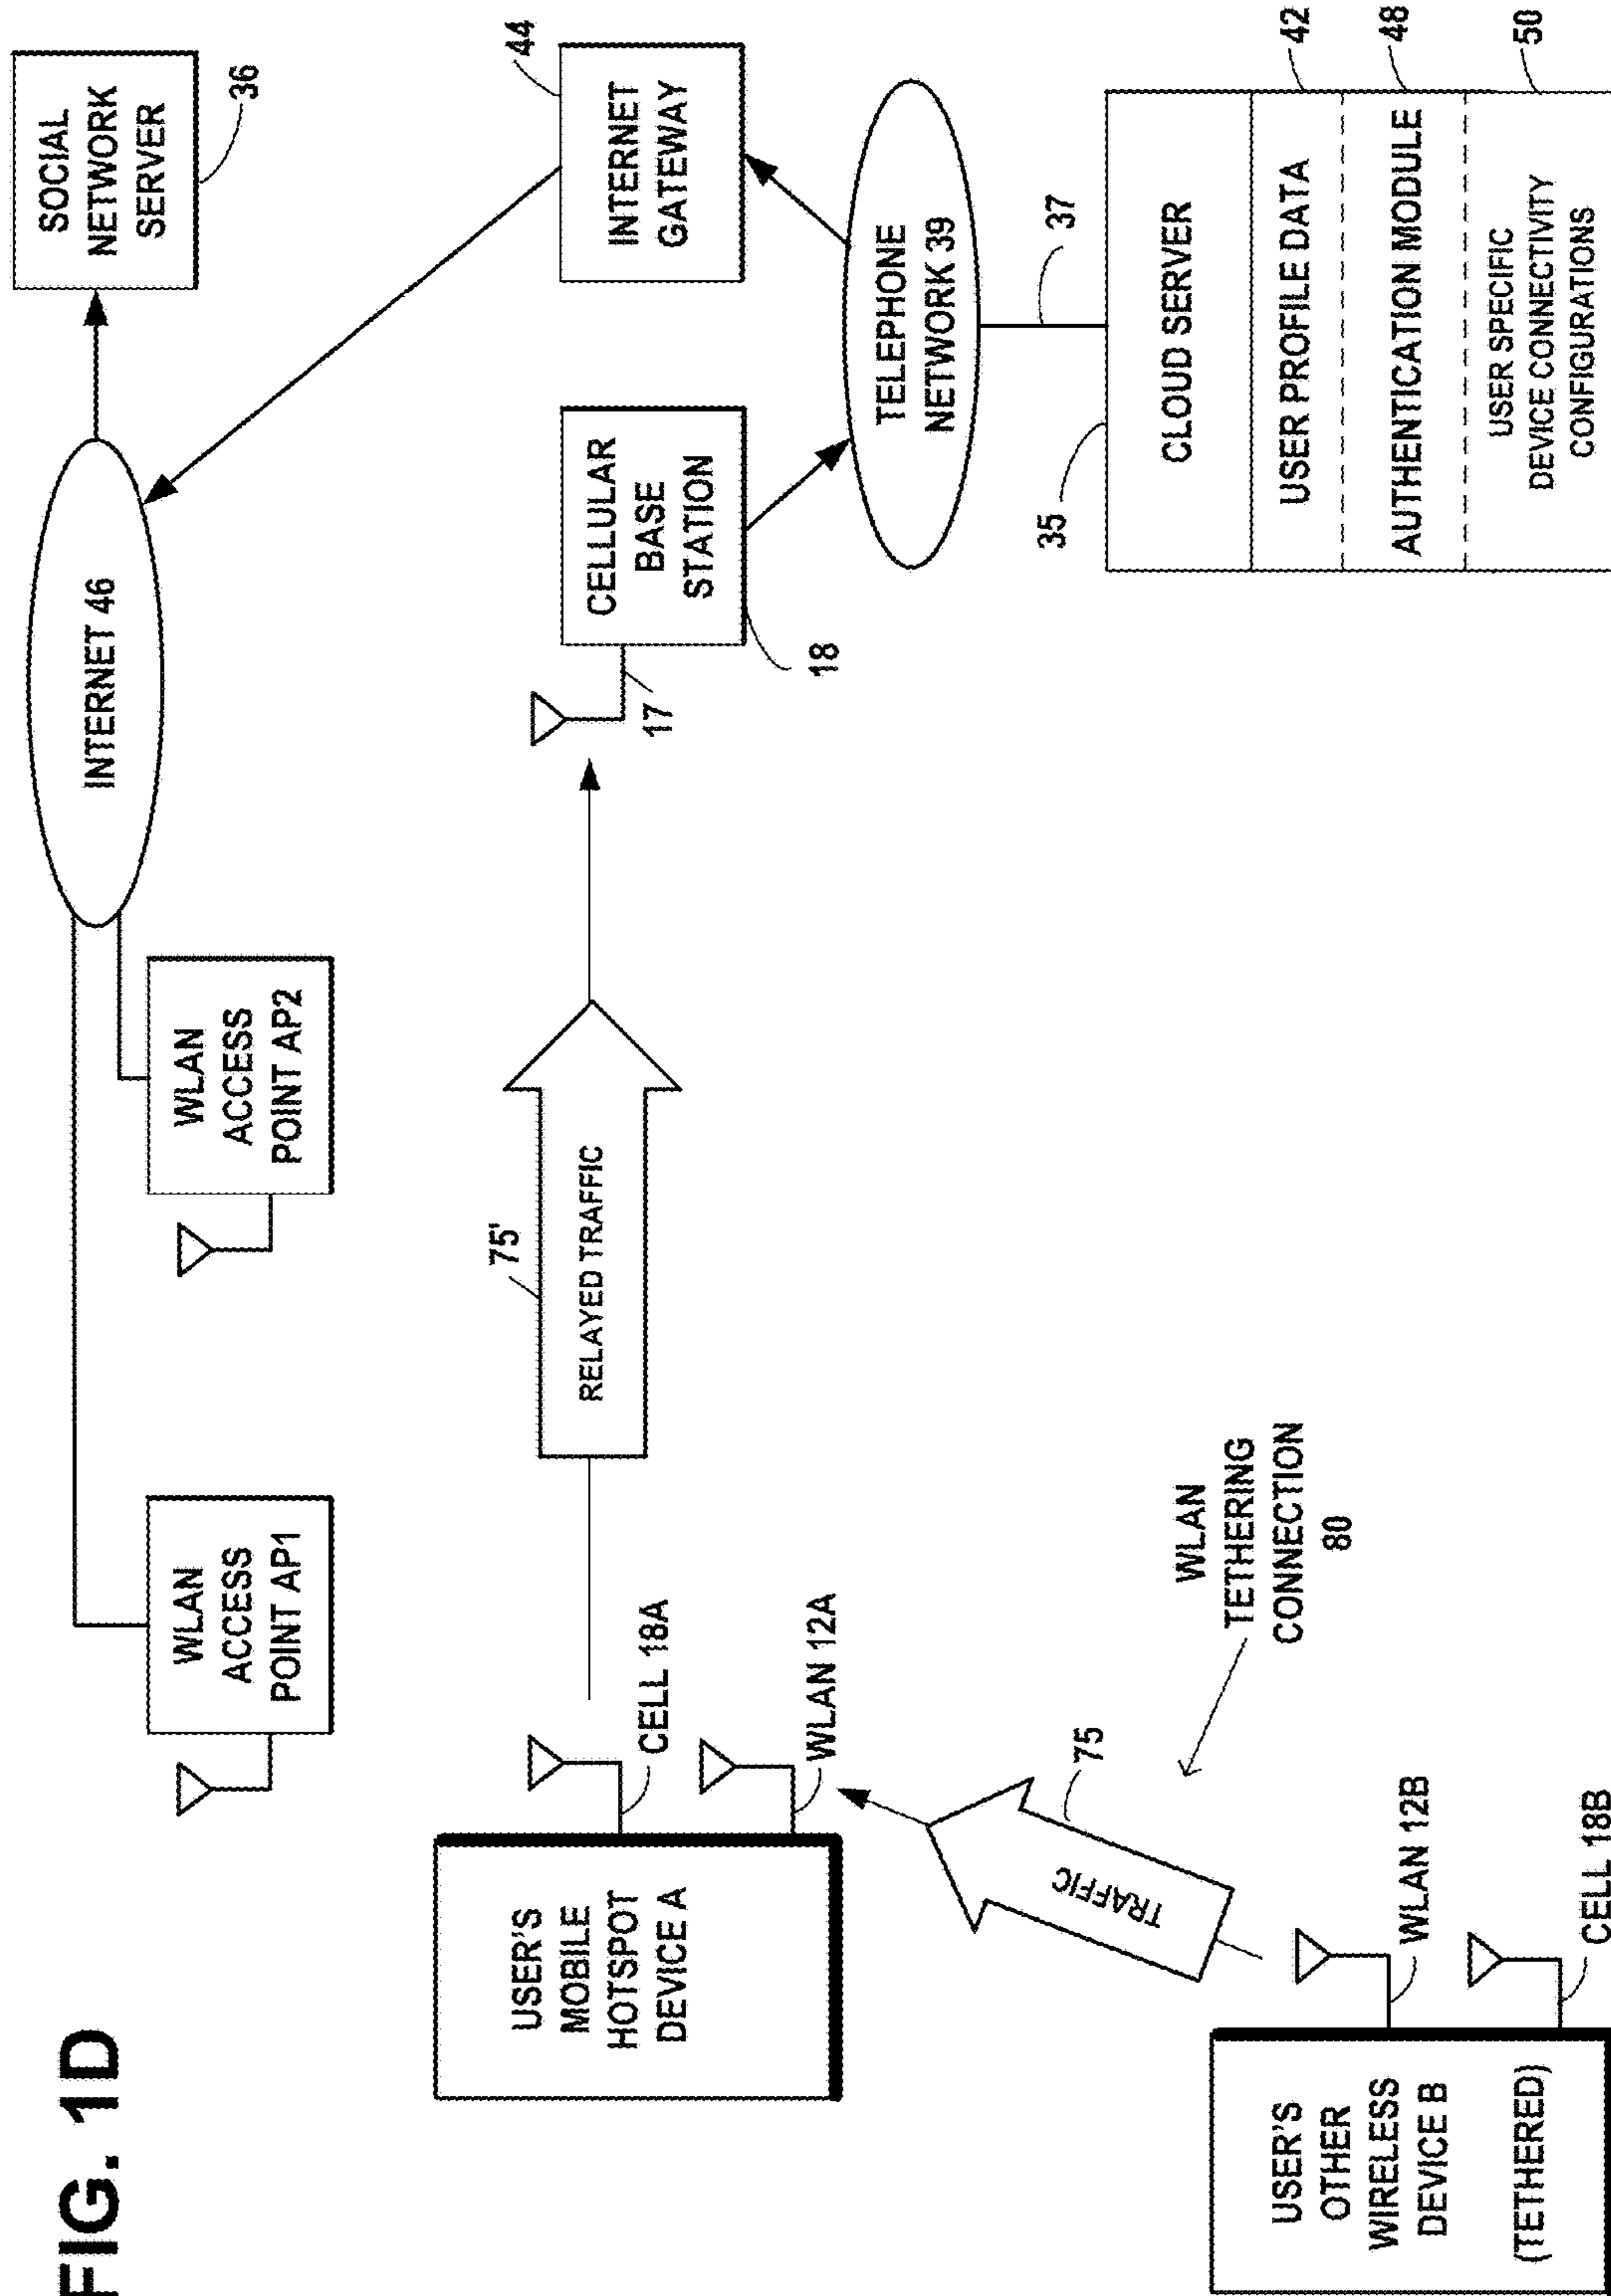 FIG. 1D
WLAN
ACCESS
POINT AP1
WLAN
ACCESS
POINT AP2
INTERNET 46
SOCIAL
NETWORK
SERVER
36
USER'S
MOBILE
HOTSPOT
DEVICE A
CELL 18A
WLAN 12A
75'
RELAYED TRAFFIC
17
CELLULAR
BASE
STATION
18
INTERNET
GATEWAY
44
TELEPHONE
NETWORK 39
37
35
CLOUD SERVER
USER PROFILE DATA
42
AUTHENTICATION MODULE
48
USER SPECIFIC
DEVICE CONNECTIVITY
CONFIGURATIONS
50
USER'S
OTHER
WIRELESS
DEVICE B
(TETHERED)
WLAN 12B
CELL 18B
TRAFFIC
75
WLAN
TETHERING
CONNECTION
80